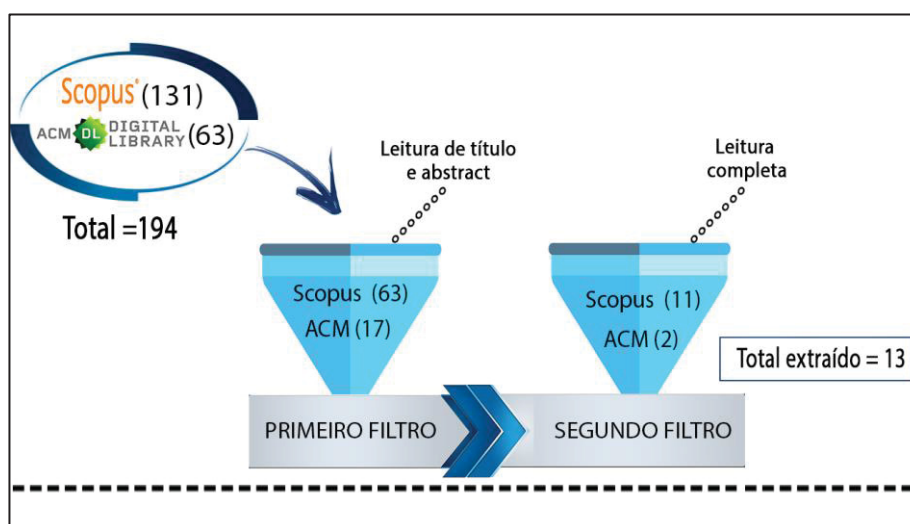 Scopus® (131)
ACM DL DIGITAL LIBRARY (63)
Total =194
Leitura de título
e abstract
Scopus (63)
ACM (17)
PRIMEIRO FILTRO
Leitura
completa
Scopus (11)
ACM (2)
SEGUNDO FILTRO
Total extraído = 13